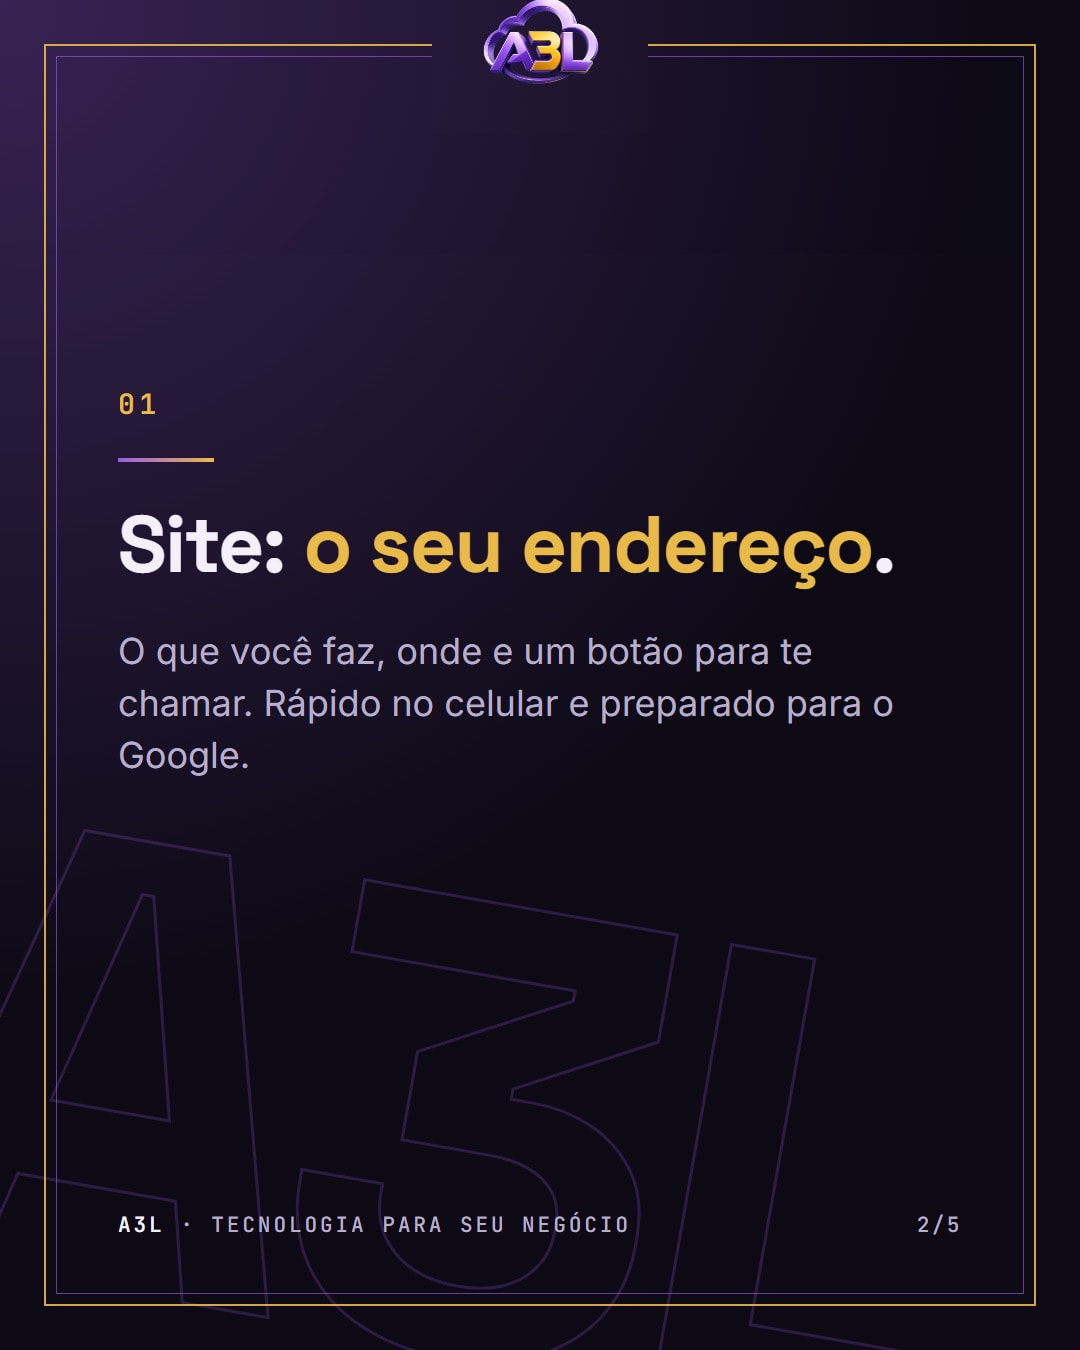 A3L
01
Site: o seu endereço.
O que você faz, onde e um botão para te
chamar. Rápido no celular e preparado para o
Google.
A3L
A3L · TECNOLOGIA PARA SEU NEGÓCIO
2/5